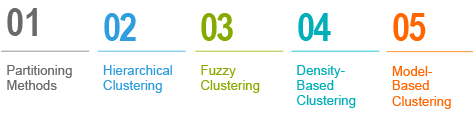 01
Partitioning
Methods
02
Hierarchical
Clustering
03
Fuzzy
Clustering
04
Density-
Based
Clustering
05
Model-
Based
Clustering